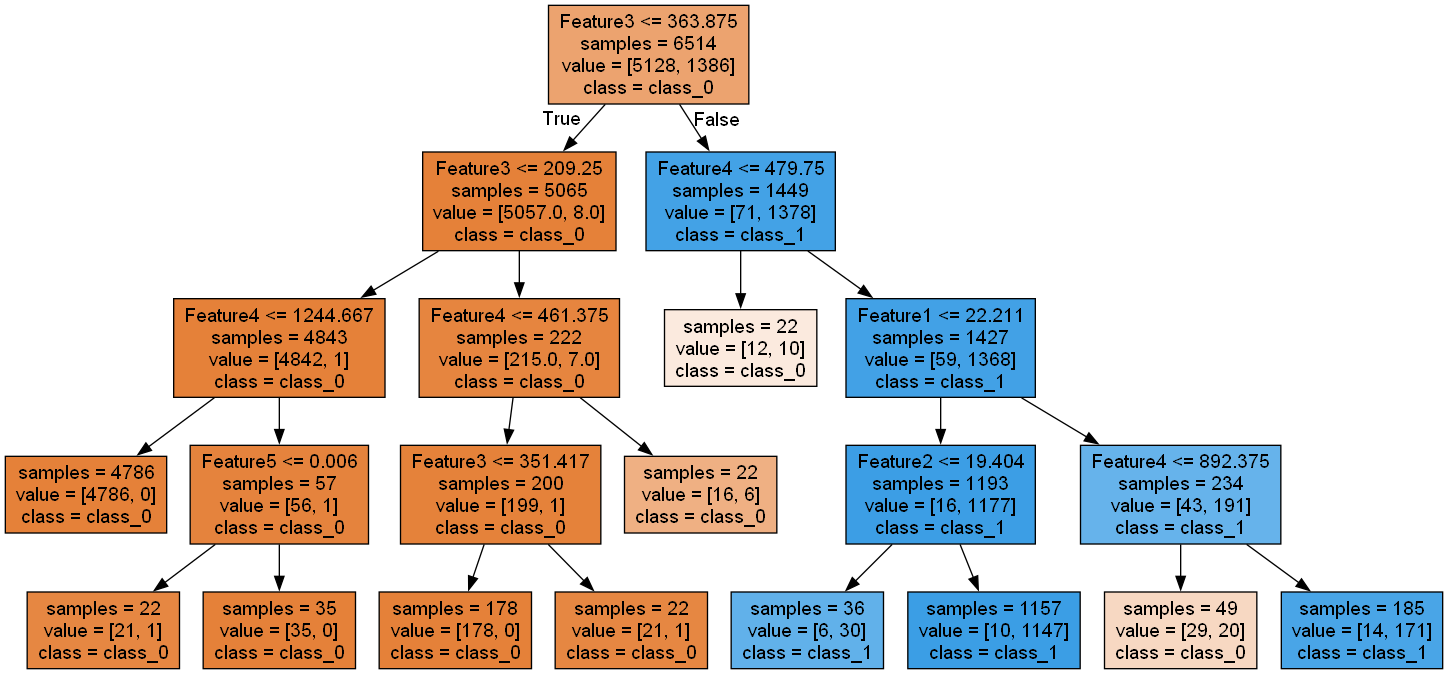 Feature3 <= 363.875
samples = 6514
value = [5128, 1386]
class = class_0
True
False
Feature3 <= 209.25
samples = 5065
value = [5057.0, 8.0]
class = class_0
Feature4 <= 479.75
samples = 1449
value = [71, 1378]
class = class_1
Feature4 <= 1244.667
samples = 4843
value = [4842, 1]
class = class_0
Feature4 <= 461.375
samples = 222
value = [215.0, 7.0]
class = class_0
samples = 22
value = [12, 10]
class = class_0
Feature1 <= 22.211
samples = 1427
value = [59, 1368]
class = class_1
samples = 4786
value = [4786, 0]
class = class_0
Feature5 <= 0.006
samples = 57
value = [56, 1]
class = class_0
Feature3 <= 351.417
samples = 200
value = [199, 1]
class = class_0
samples = 22
value = [16, 6]
class = class_0
Feature2 <= 19.404
samples = 1193
value = [16, 1177]
class = class_1
Feature4 <= 892.375
samples = 234
value = [43, 191]
class = class_1
samples = 22
value = [21, 1]
class = class_0
samples = 35
value = [35, 0]
class = class_0
samples = 178
value = [178, 0]
class = class_0
samples = 22
value = [21, 1]
class = class_0
samples = 36
value = [6, 30]
class = class_1
samples = 1157
value = [10, 1147]
class = class_1
samples = 49
value = [29, 20]
class = class_0
samples = 185
value = [14, 171]
class = class_1